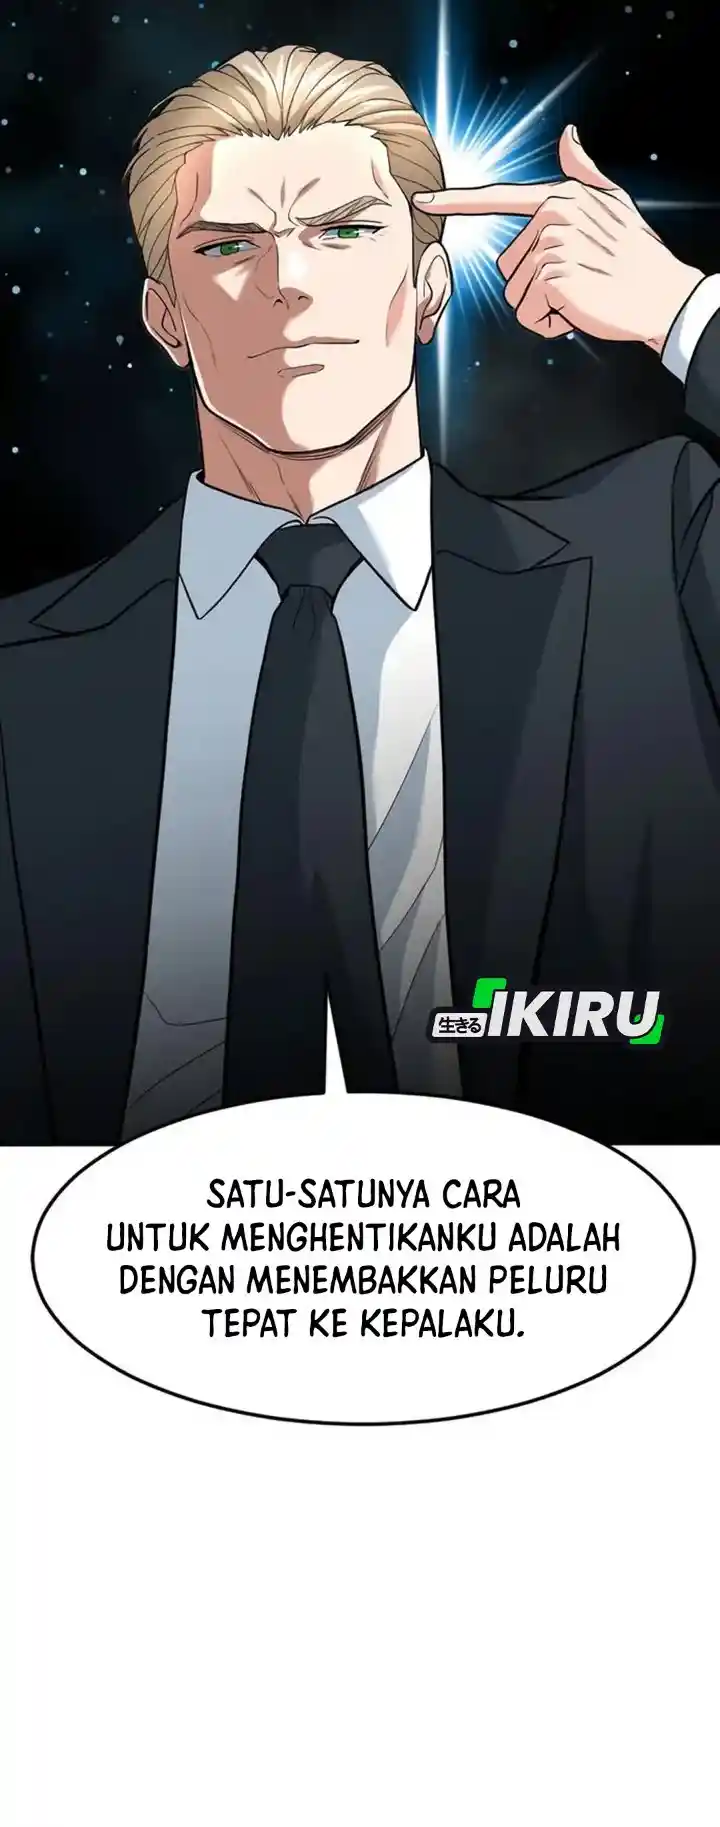 生きる IKIRU
SATU-SATUNYA CARA
UNTUK MENGHENTIKANKU ADALAH
DENGAN MENEMBAKKAN PELURU
TEPAT KE KEPALAKU.